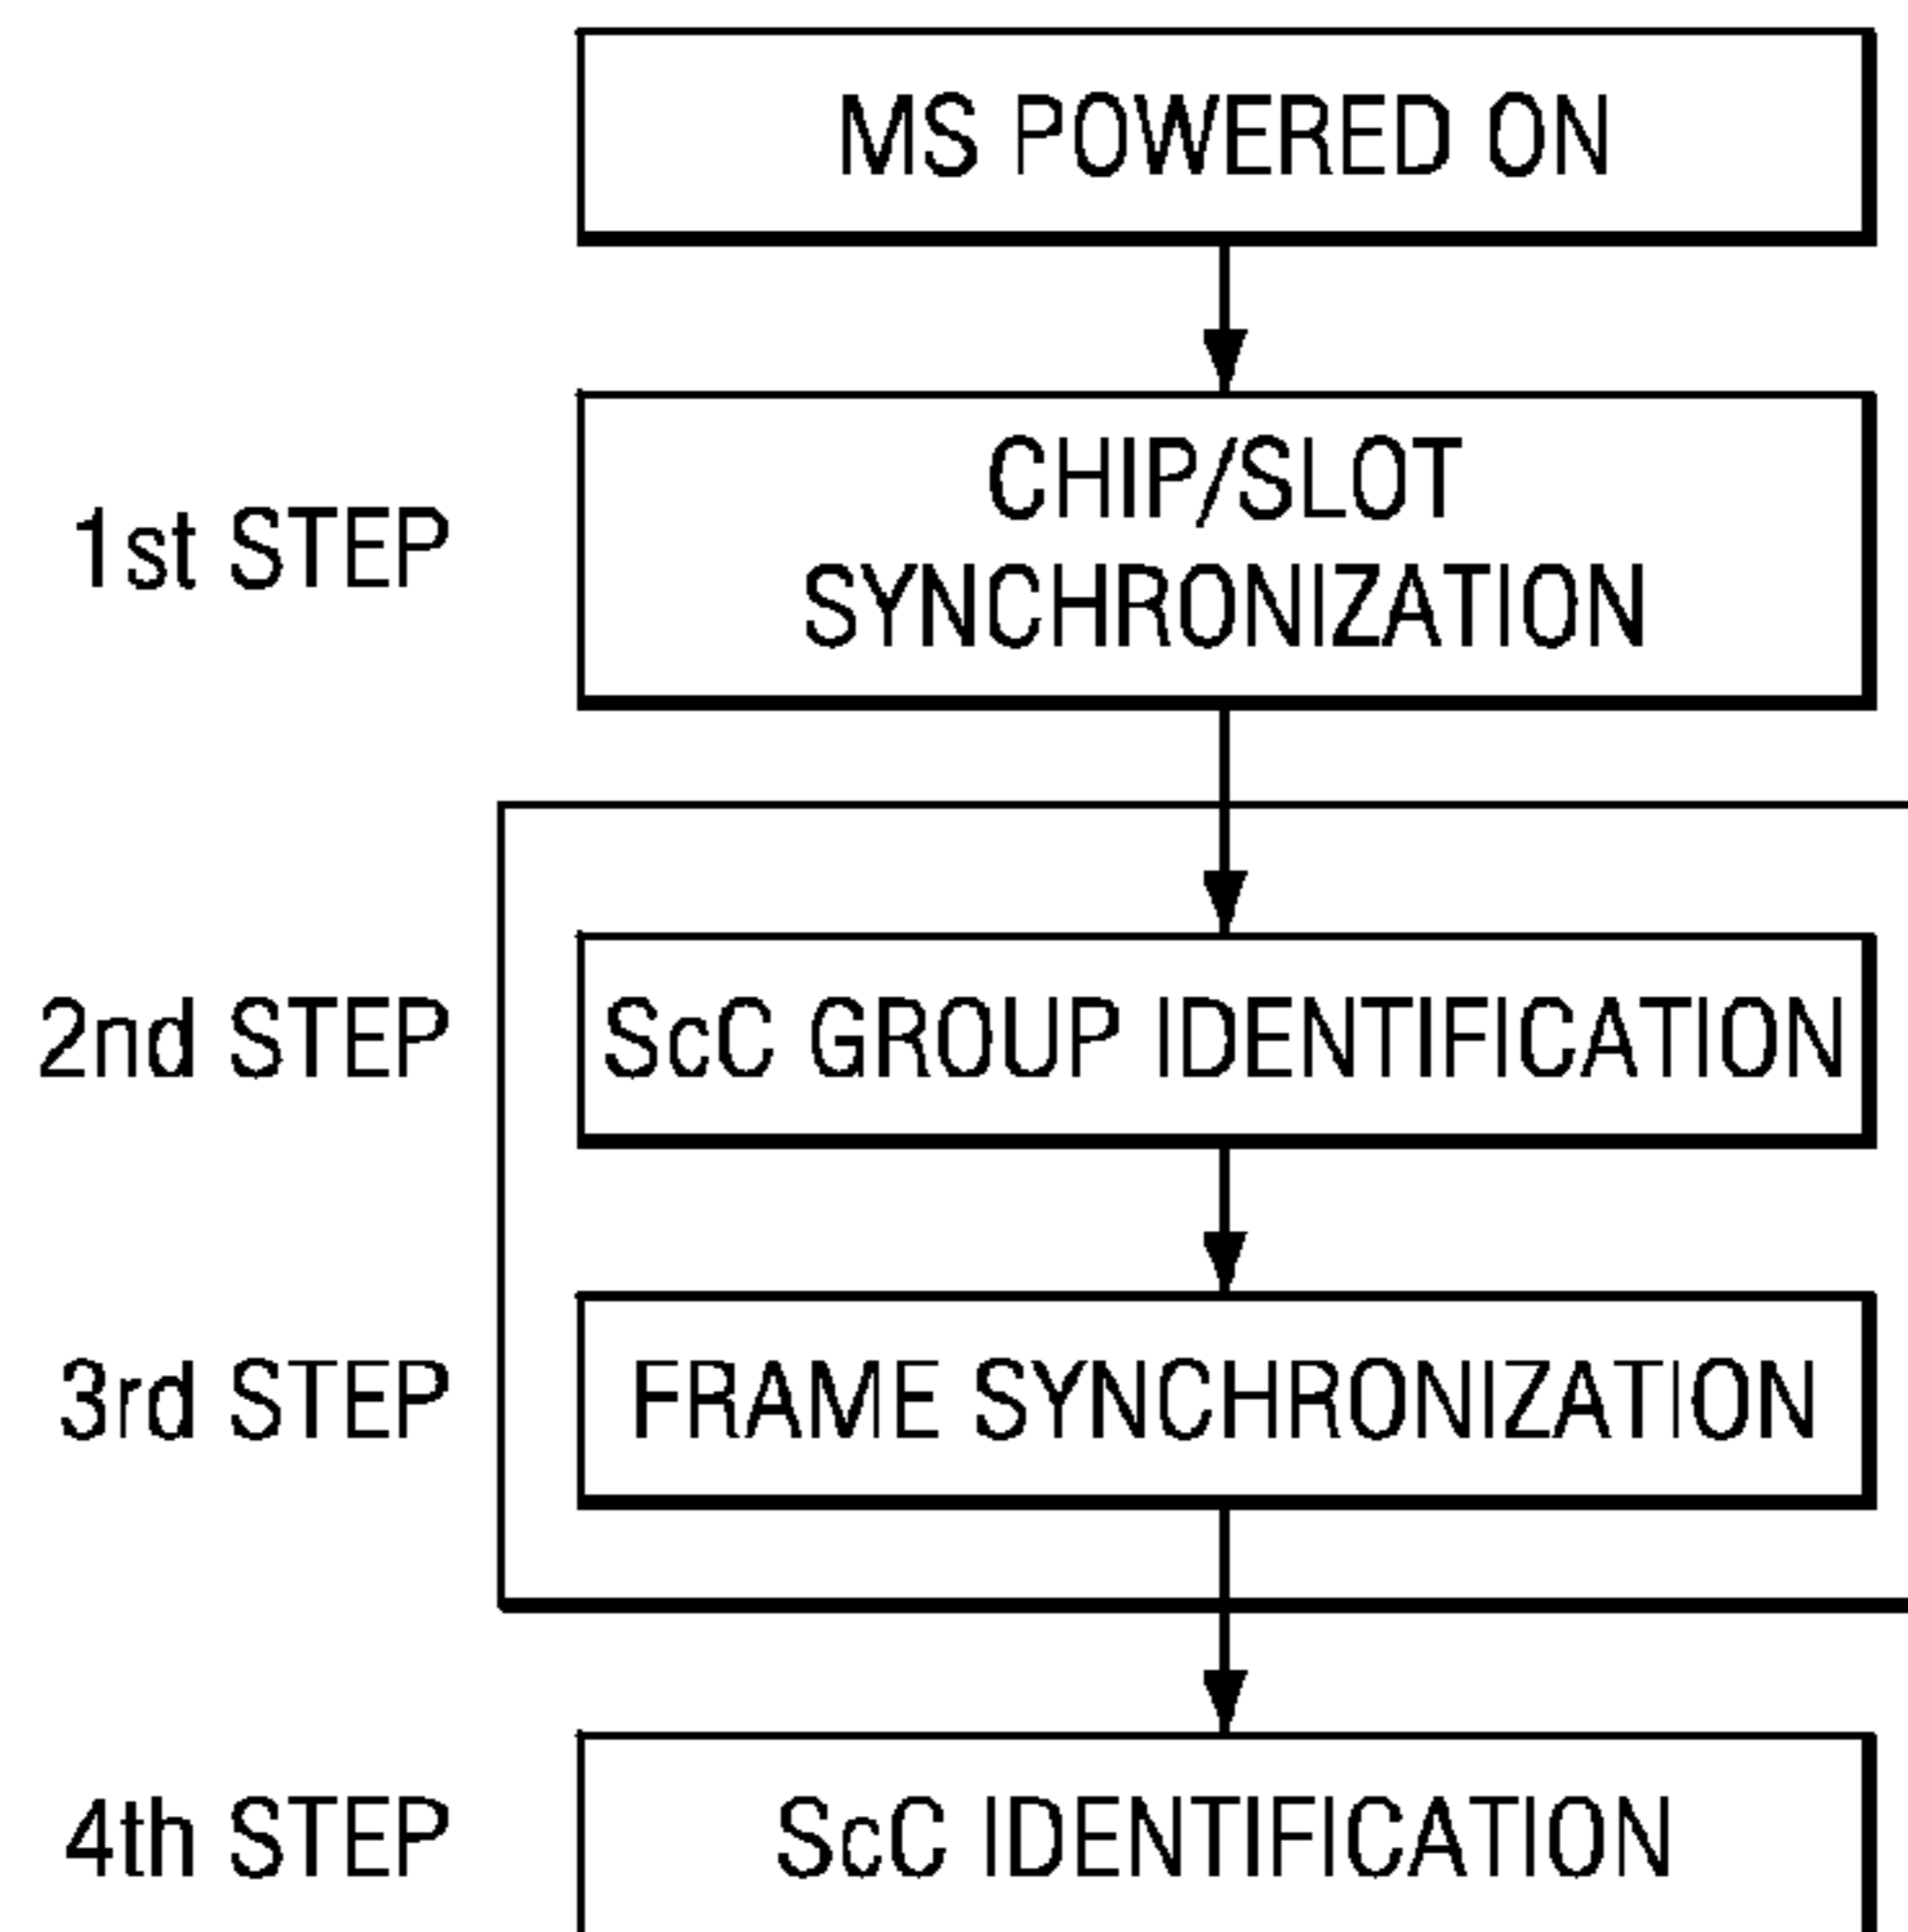 MS POWERED ON
1st STEP
CHIP/SLOT
SYNCHRONIZATION
2nd STEP
ScC GROUP IDENTIFICATION
3rd STEP
FRAME SYNCHRONIZATION
4th STEP
ScC IDENTIFICATION